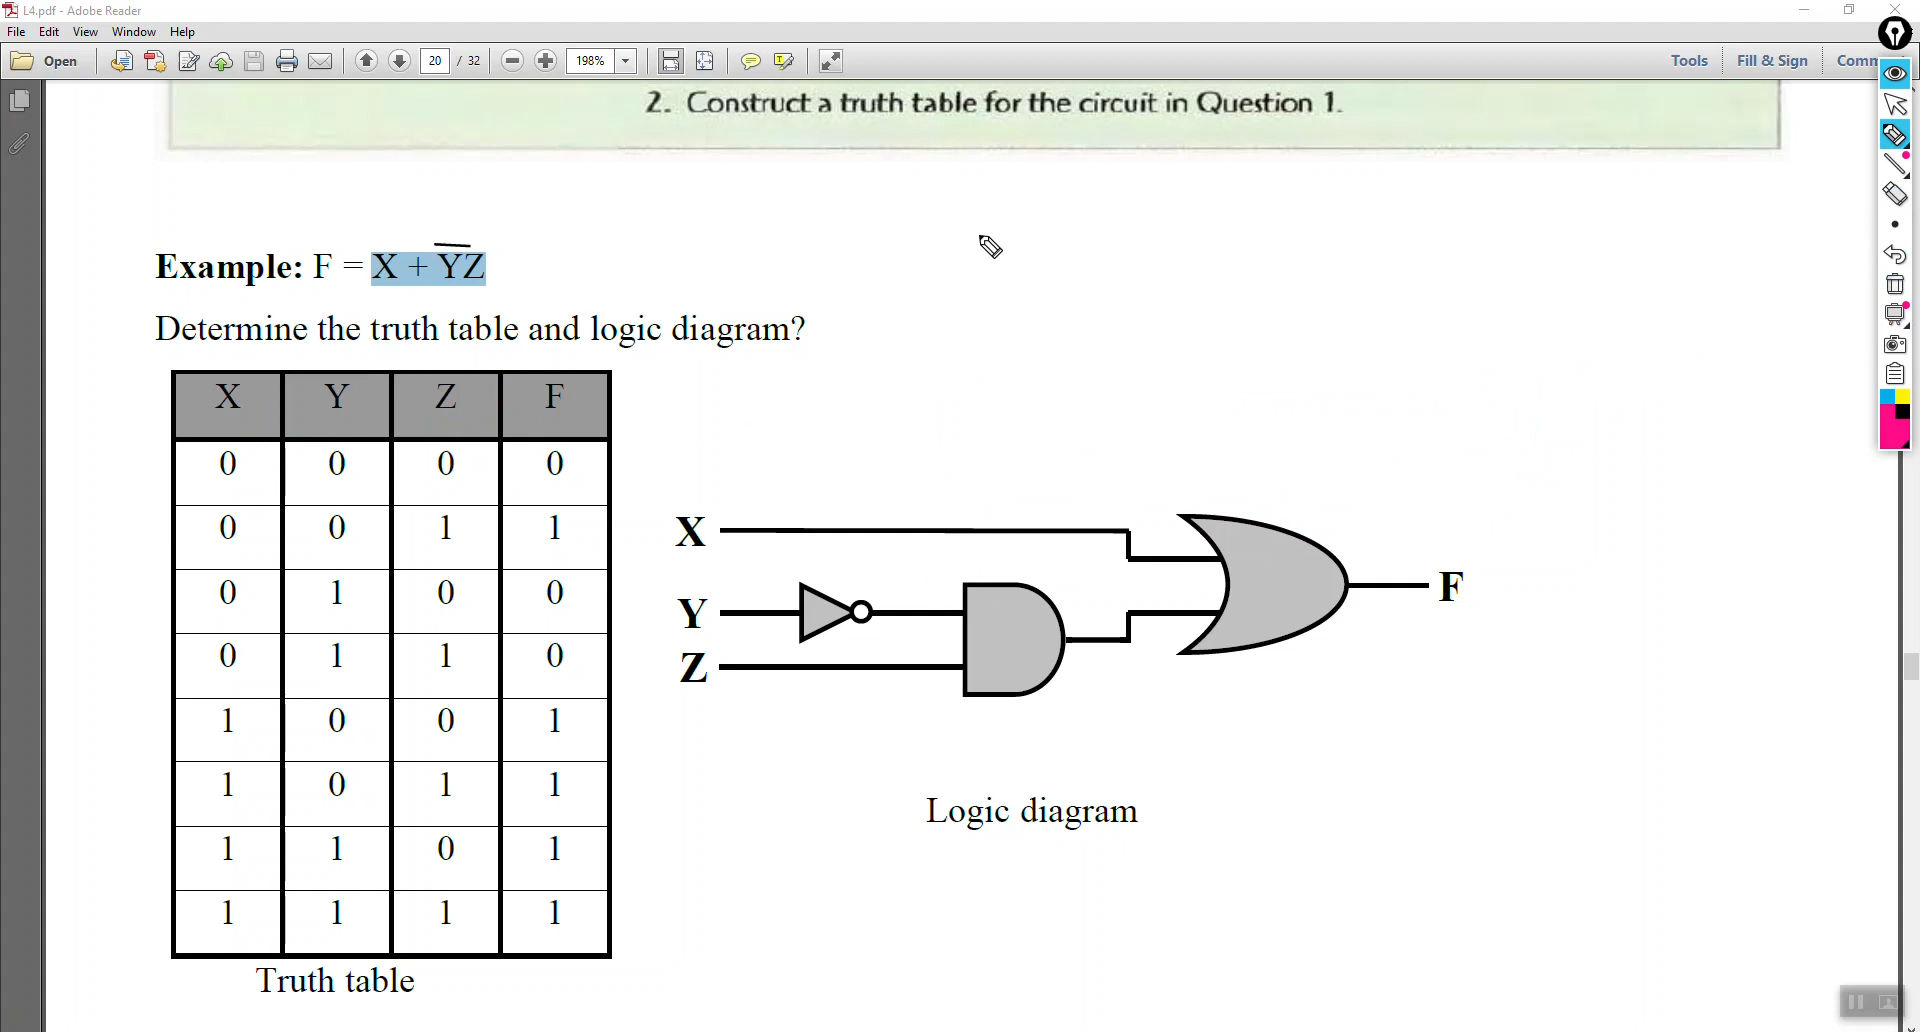 L4.pdf - Adobe Reader
File Edit View Window Help
Open 20 / 32 198% Tools Fill & Sign Comm
2. Construct a truth table for the circuit in Question 1.
Example: F = X + Y̅Z
Determine the truth table and logic diagram?
X Y Z F
0 0 0 0
0 0 1 1
0 1 0 0
0 1 1 0
1 0 0 1
1 0 1 1
1 1 0 1
1 1 1 1
Truth table
X
Y
Z
F
Logic diagram